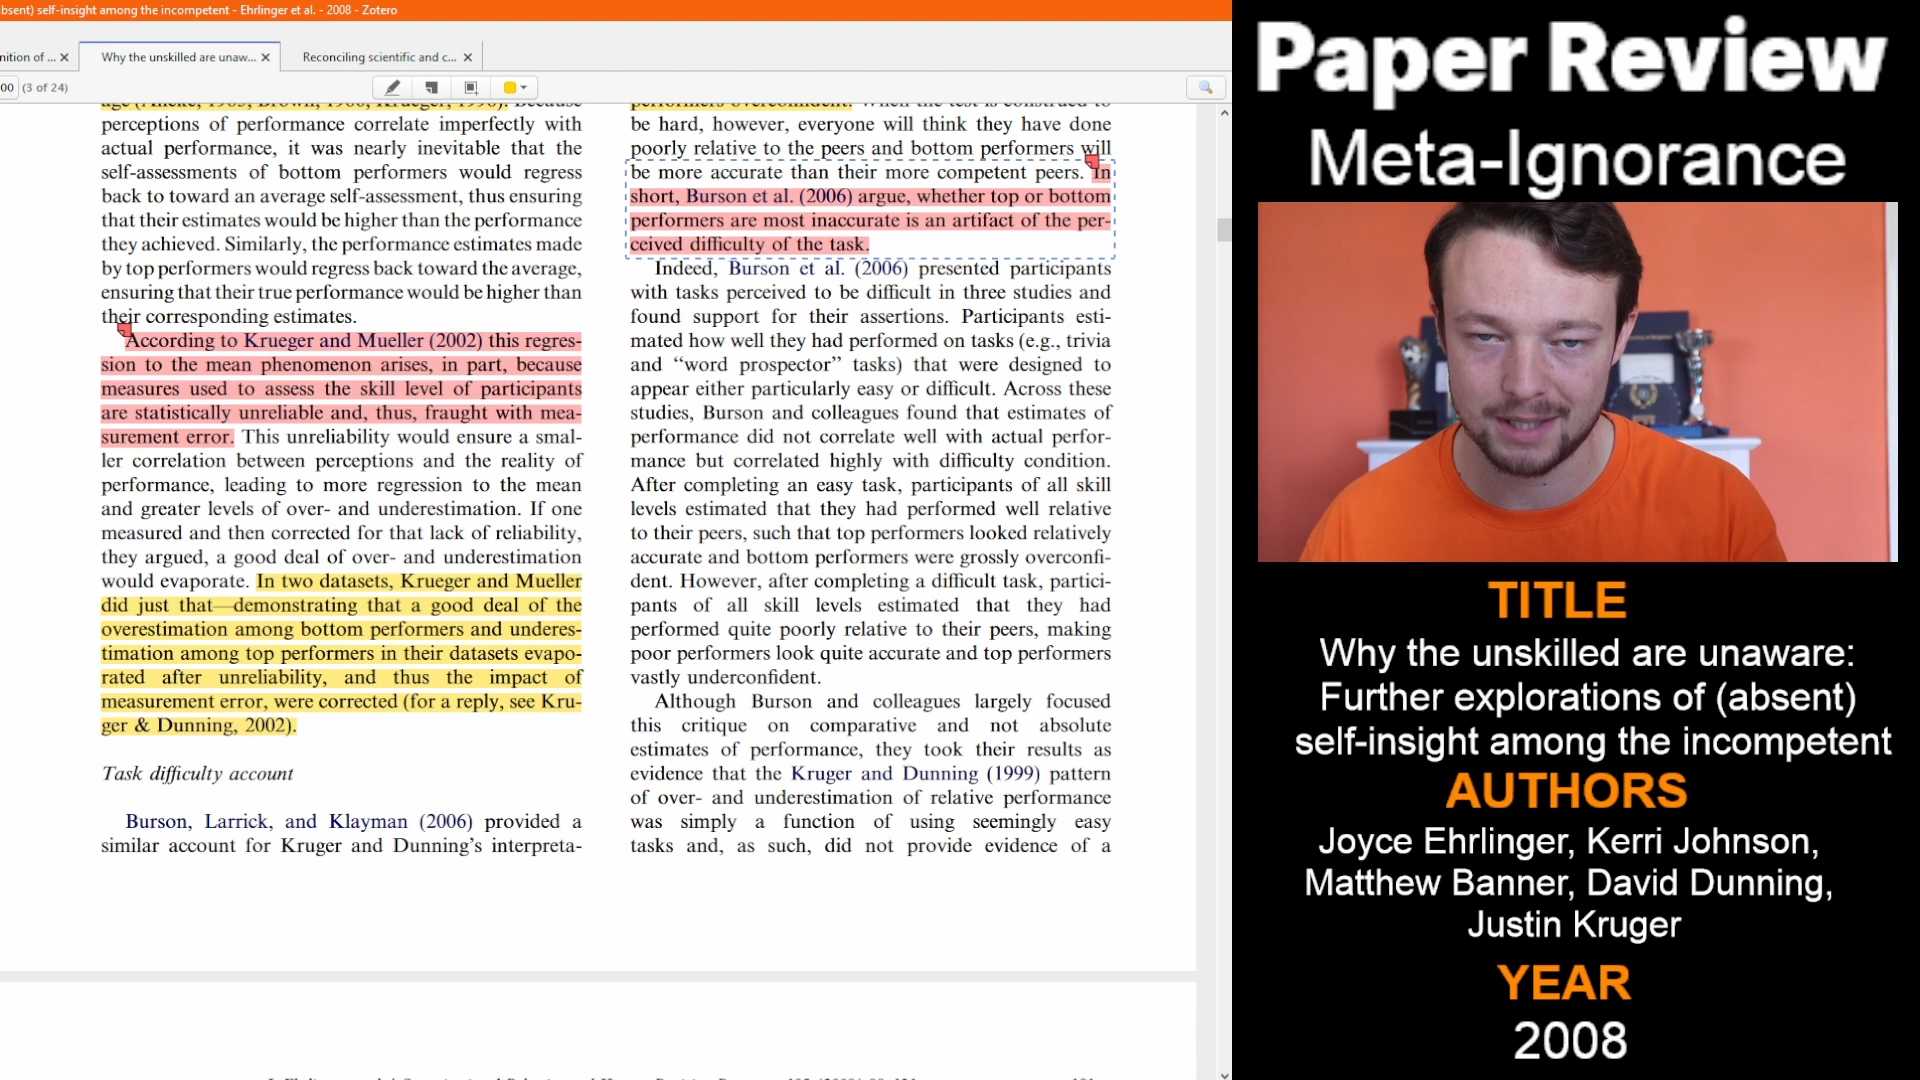 bsent) self-insight among the incompetent - Ehrlinger et al. - 2008 - Zotero
nition of ...
Why the unskilled are unaw...
Reconciling scientific and c...
00 (3 of 24)
perceptions of performance correlate imperfectly with
actual performance, it was nearly inevitable that the
self-assessments of bottom performers would regress
back to toward an average self-assessment, thus ensuring
that their estimates would be higher than the performance
they achieved. Similarly, the performance estimates made
by top performers would regress back toward the average,
ensuring that their true performance would be higher than
their corresponding estimates.
According to Krueger and Mueller (2002) this regres-
sion to the mean phenomenon arises, in part, because
measures used to assess the skill level of participants
are statistically unreliable and, thus, fraught with mea-
surement error. This unreliability would ensure a smal-
ler correlation between perceptions and the reality of
performance, leading to more regression to the mean
and greater levels of over- and underestimation. If one
measured and then corrected for that lack of reliability,
they argued, a good deal of over- and underestimation
would evaporate. In two datasets, Krueger and Mueller
did just that—demonstrating that a good deal of the
overestimation among bottom performers and underes-
timation among top performers in their datasets evapo-
rated after unreliability, and thus the impact of
measurement error, were corrected (for a reply, see Kru-
ger & Dunning, 2002).
Task difficulty account
Burson, Larrick, and Klayman (2006) provided a
similar account for Kruger and Dunning's interpreta-
performers overconfident. When the test is construed to
be hard, however, everyone will think they have done
poorly relative to the peers and bottom performers will
be more accurate than their more competent peers. In
short, Burson et al. (2006) argue, whether top or bottom
performers are most inaccurate is an artifact of the per-
ceived difficulty of the task.
Indeed, Burson et al. (2006) presented participants
with tasks perceived to be difficult in three studies and
found support for their assertions. Participants esti-
mated how well they had performed on tasks (e.g., trivia
and “word prospector” tasks) that were designed to
appear either particularly easy or difficult. Across these
studies, Burson and colleagues found that estimates of
performance did not correlate well with actual perfor-
mance but correlated highly with difficulty condition.
After completing an easy task, participants of all skill
levels estimated that they had performed well relative
to their peers, such that top performers looked relatively
accurate and bottom performers were grossly overconfi-
dent. However, after completing a difficult task, partici-
pants of all skill levels estimated that they had
performed quite poorly relative to their peers, making
poor performers look quite accurate and top performers
vastly underconfident.
Although Burson and colleagues largely focused
this critique on comparative and not absolute
estimates of performance, they took their results as
evidence that the Kruger and Dunning (1999) pattern
of over- and underestimation of relative performance
was simply a function of using seemingly easy
tasks and, as such, did not provide evidence of a
Paper Review
Meta-Ignorance
TITLE
Why the unskilled are unaware:
Further explorations of (absent)
self-insight among the incompetent
AUTHORS
Joyce Ehrlinger, Kerri Johnson,
Matthew Banner, David Dunning,
Justin Kruger
YEAR
2008